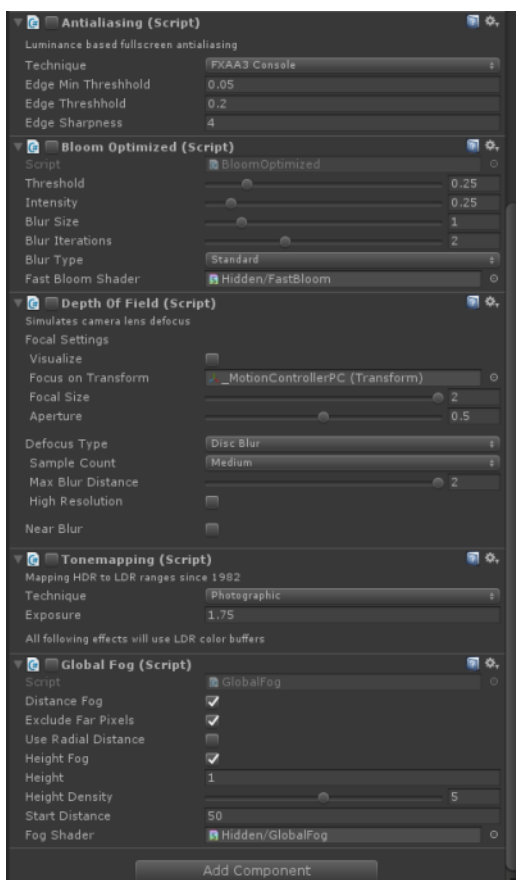 Antialiasing (Script)
Luminance based fullscreen antialiasing
Technique FXAA3 Console
Edge Min Threshhold 0.05
Edge Threshhold 0.2
Edge Sharpness 4
Bloom Optimized (Script)
Script BloomOptimized
Threshold 0.25
Intensity 0.25
Blur Size 1
Blur Iterations 2
Blur Type Standard
Fast Bloom Shader Hidden/FastBloom
Depth Of Field (Script)
Simulates camera lens defocus
Focal Settings
Visualize
Focus on Transform _MotionControllerPC (Transform)
Focal Size 2
Aperture 0.5
Defocus Type Disc Blur
Sample Count Medium
Max Blur Distance 2
High Resolution
Near Blur
Tonemapping (Script)
Mapping HDR to LDR ranges since 1982
Technique Photographic
Exposure 1.75
All following effects will use LDR color buffers
Global Fog (Script)
Script GlobalFog
Distance Fog
Exclude Far Pixels
Use Radial Distance
Height Fog
Height 1
Height Density 5
Start Distance 50
Fog Shader Hidden/GlobalFog
Add Component